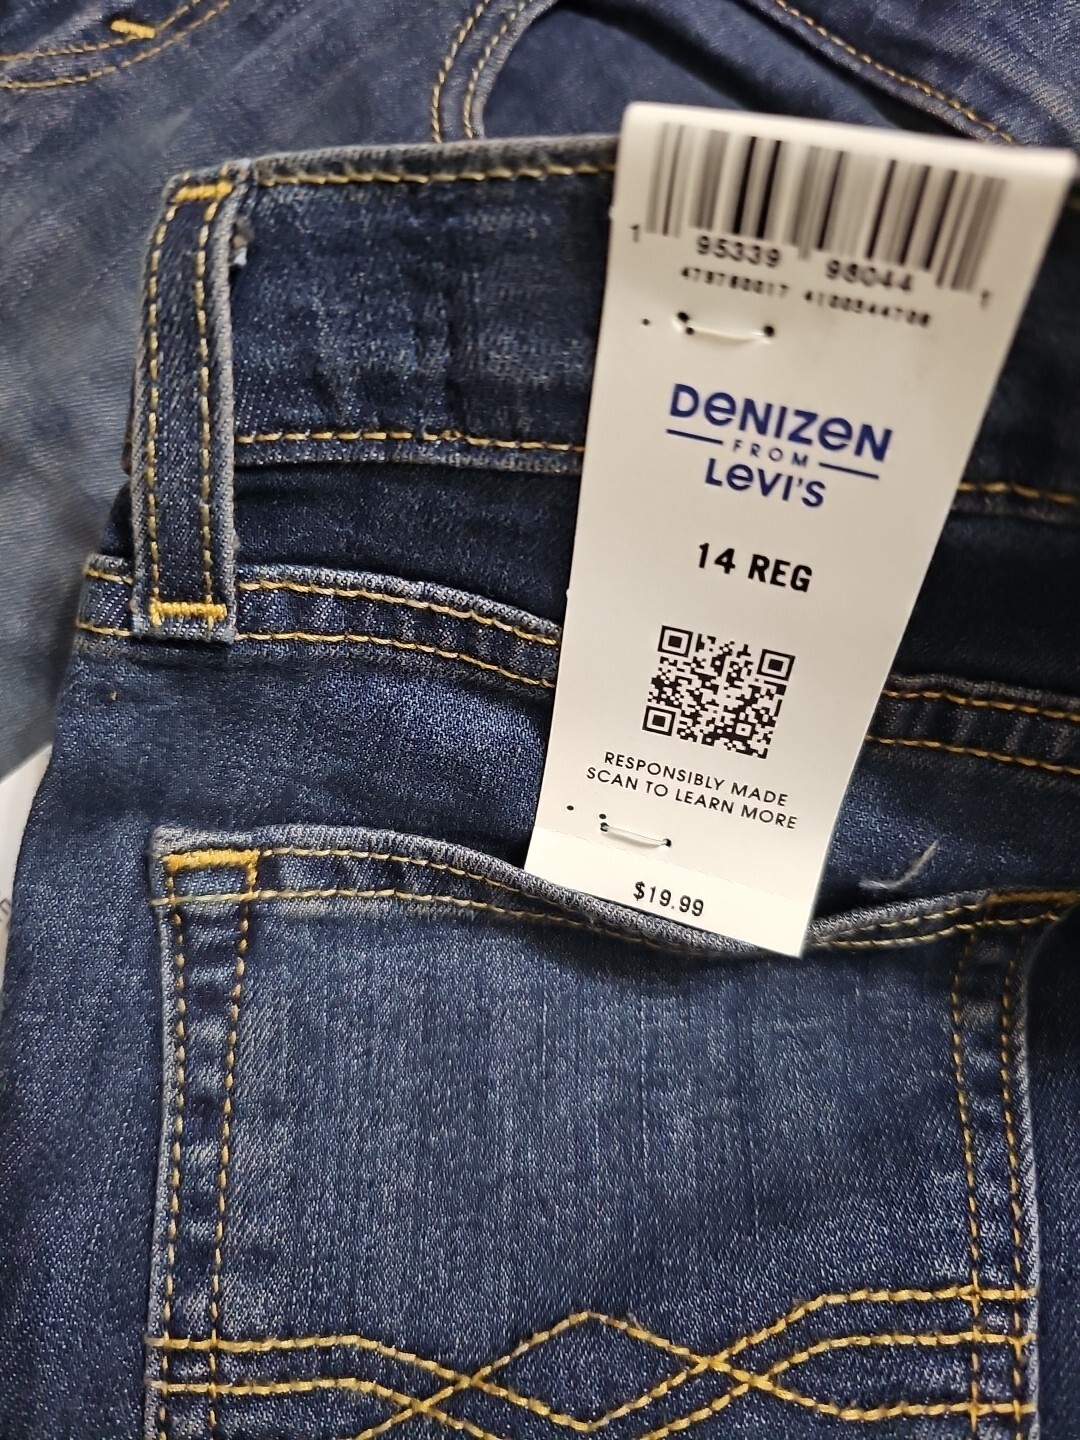 1 95339 98044 1
DENIZEN
FROM
LEVI'S
14 REG
RESPONSIBLY MADE
SCAN TO LEARN MORE
$19.99